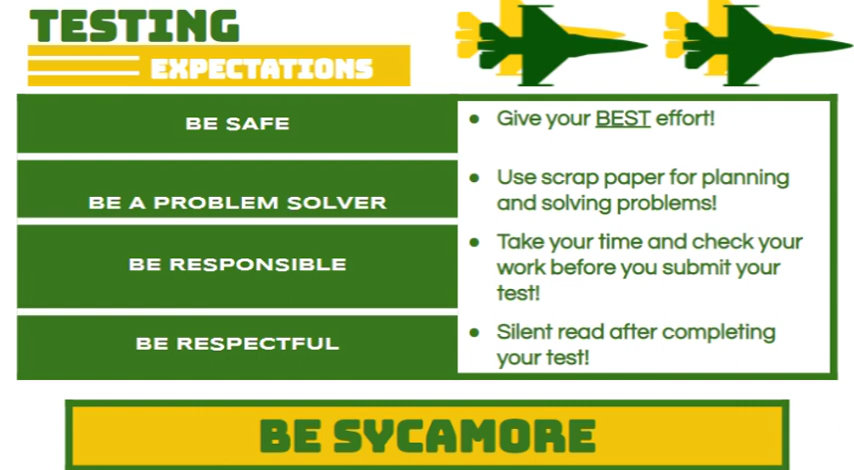 TESTING
EXPECTATIONS
BE SAFE
• Give your BEST effort!
BE A PROBLEM SOLVER
• Use scrap paper for planning
and solving problems!
BE RESPONSIBLE
• Take your time and check your
work before you submit your
test!
BE RESPECTFUL
• Silent read after completing
your test!
BE SYCAMORE